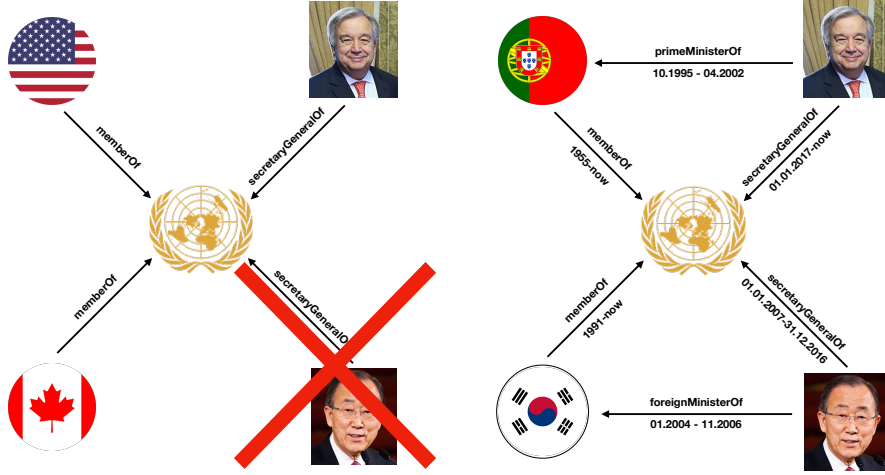 memberOf
secretaryGeneralOf
memberOf
secretaryGeneralOf
primeMinisterOf
10.1995 - 04.2002
memberOf
1955-now
secretaryGeneralOf
01.01.2017-now
memberOf
1991-now
secretaryGeneralOf
01.01.2007-31.12.2016
foreignMinisterOf
01.2004 - 11.2006